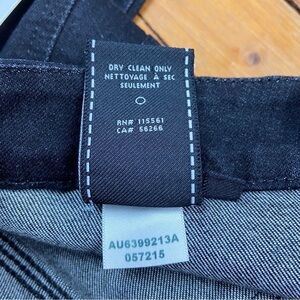 DRY CLEAN ONLY
NETTOYAGE À SEC
SEULEMENT
RN# 115561
CA# 56266
AU6399213A
057215